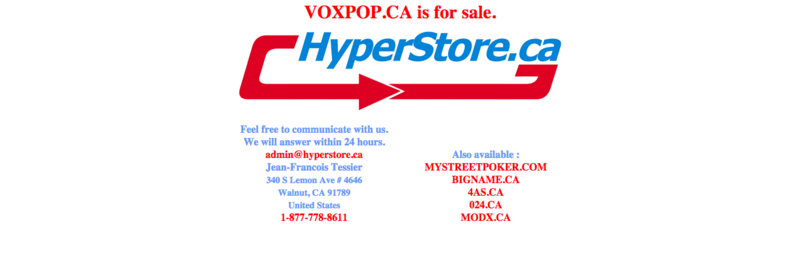 VOXPOP.CA is for sale.
HyperStore.ca
Feel free to communicate with us.
We will answer within 24 hours.
admin@hyperstore.ca
Jean-Francois Tessier
340 S Lemon Ave # 4646
Walnut, CA 91789
United States
1-877-778-8611
Also available :
MYSTREETPOKER.COM
BIGNAME.CA
4AS.CA
024.CA
MODX.CA